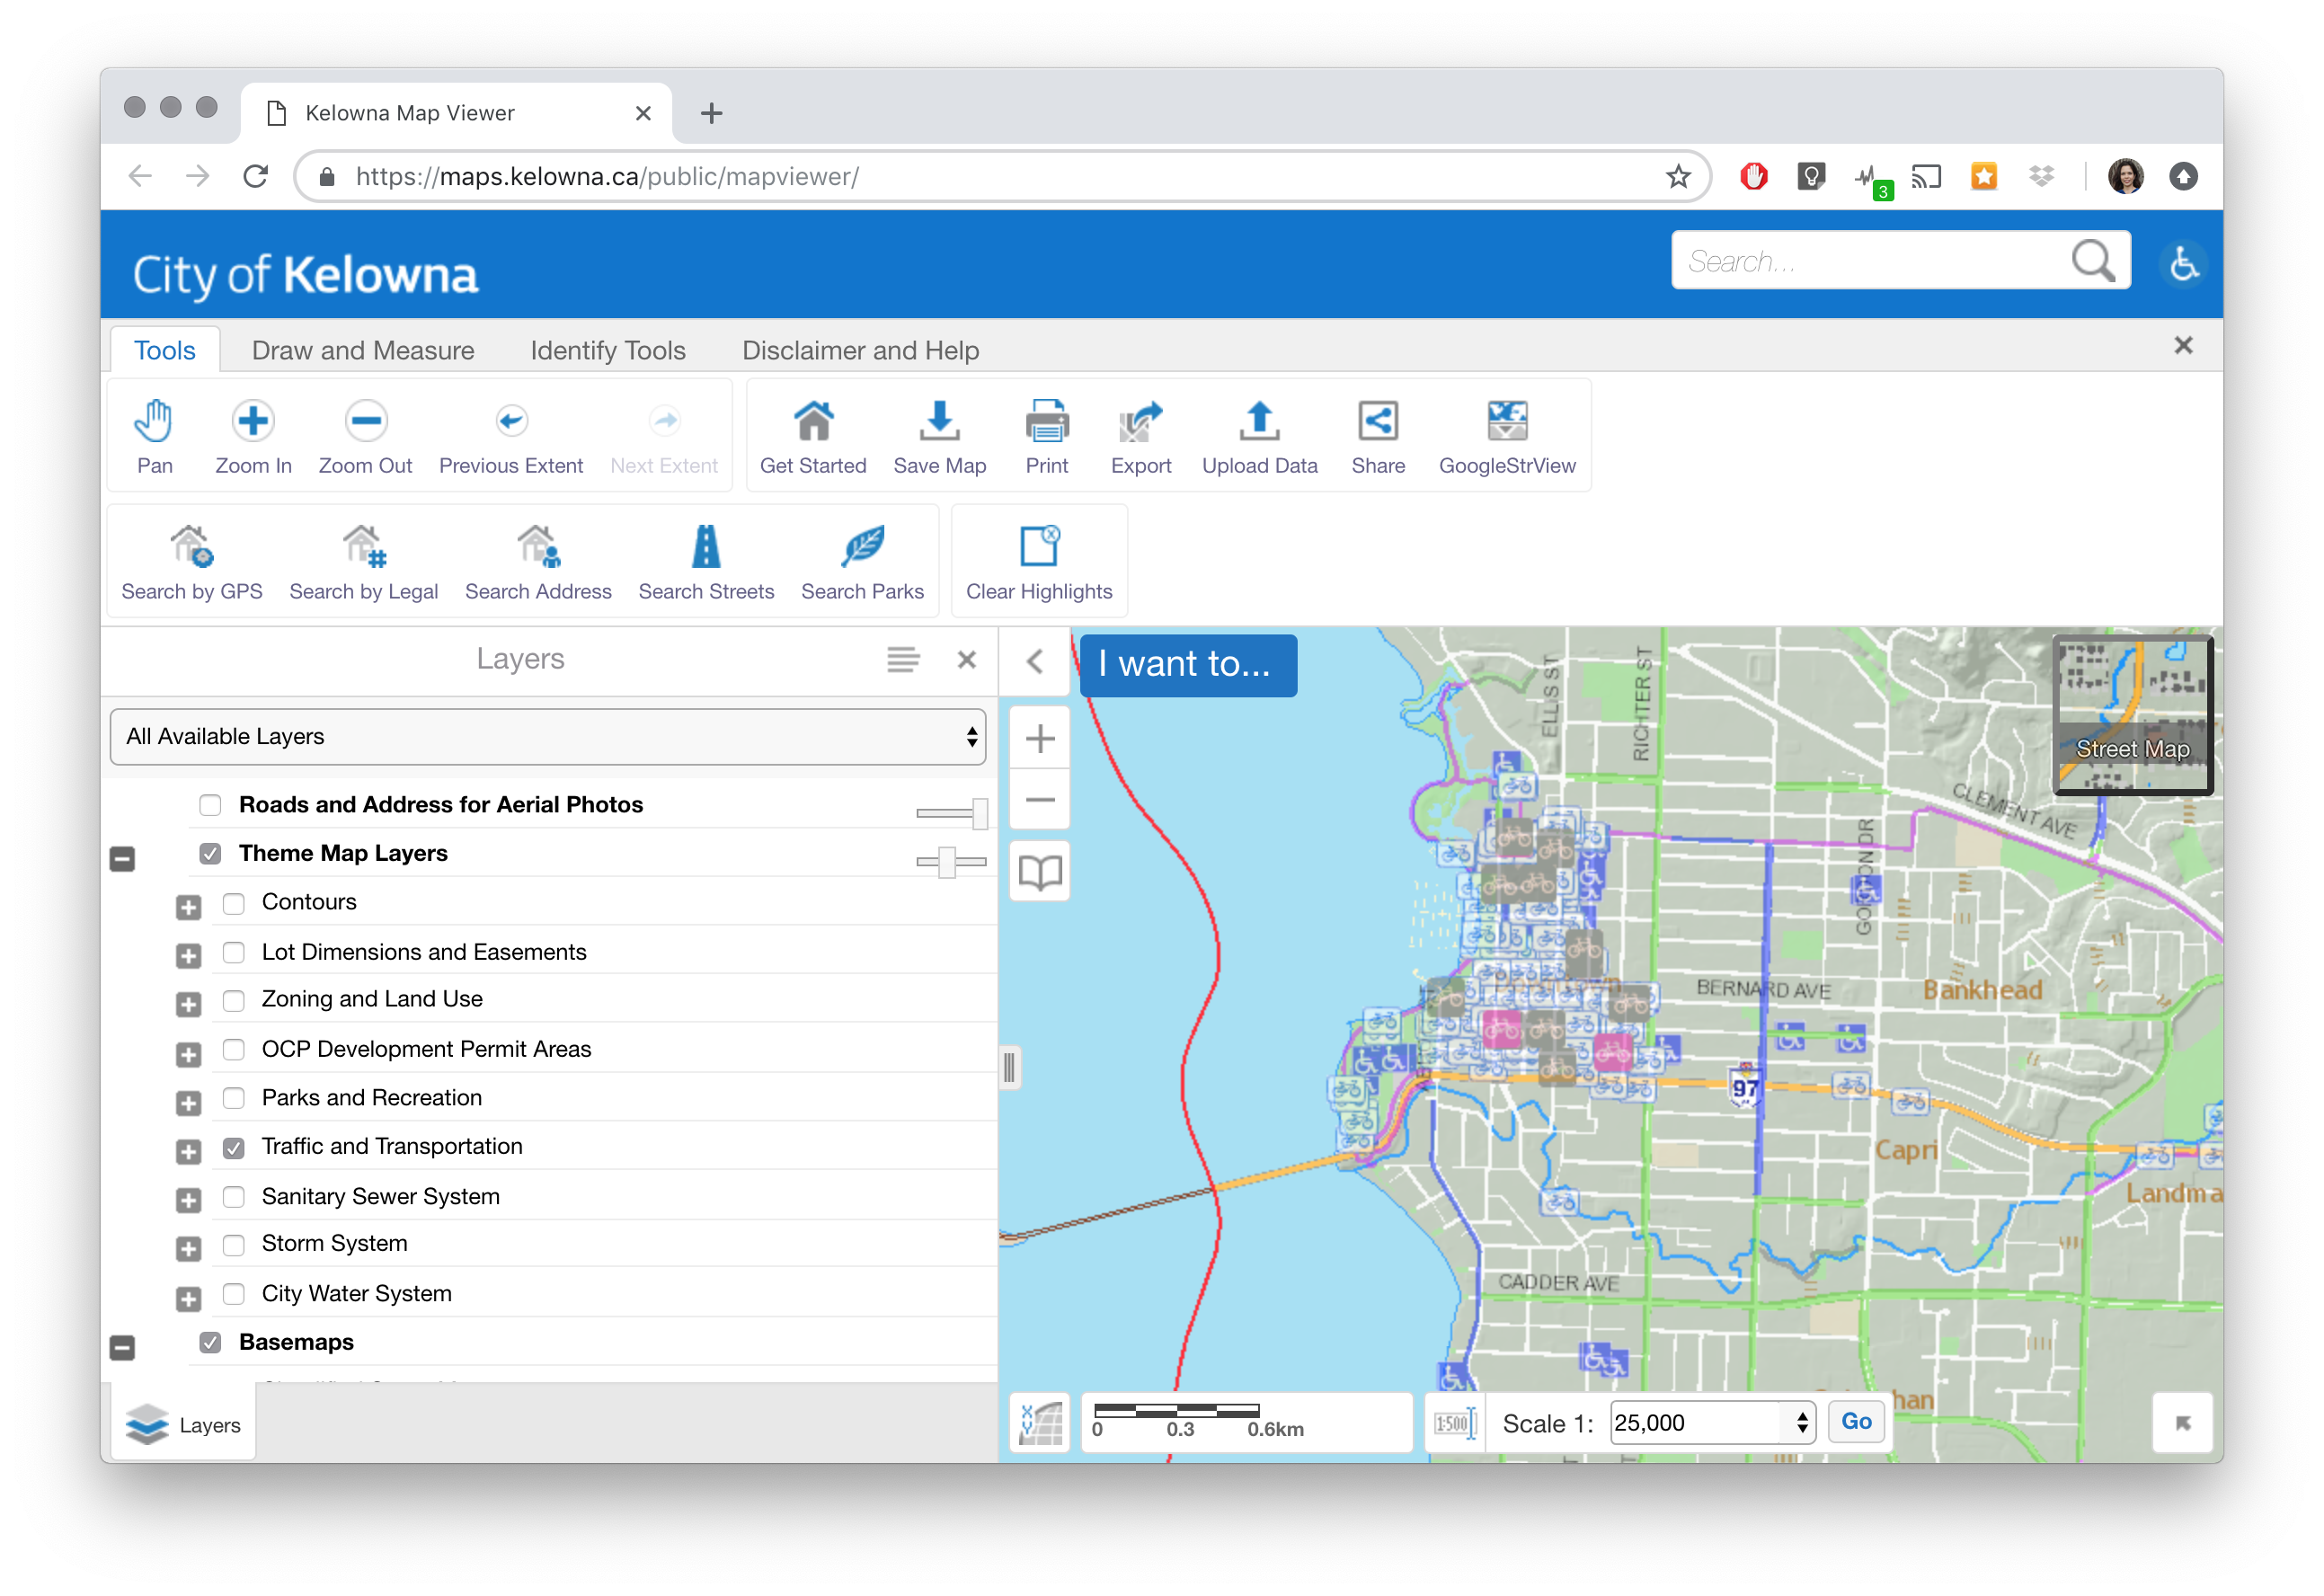 Kelowna Map Viewer
https://maps.kelowna.ca/public/mapviewer/
3
City of Kelowna
Search...
Tools
Draw and Measure
Identify Tools
Disclaimer and Help
Pan
Zoom In
Zoom Out
Previous Extent
Next Extent
Get Started
Save Map
Print
Export
Upload Data
Share
GoogleStrView
Search by GPS
Search by Legal
Search Address
Search Streets
Search Parks
Clear Highlights
Layers
All Available Layers
Roads and Address for Aerial Photos
Theme Map Layers
Contours
Lot Dimensions and Easements
Zoning and Land Use
OCP Development Permit Areas
Parks and Recreation
Traffic and Transportation
Sanitary Sewer System
Storm System
City Water System
Basemaps
Layers
I want to...
Street Map
ELLIS ST
RICHTER ST
CLEMENT AVE
BERNARD AVE
Bankhead
97
Capri
Landma
CADDER AVE
0 0.3 0.6km
1:500
Scale 1:
25,000
Go